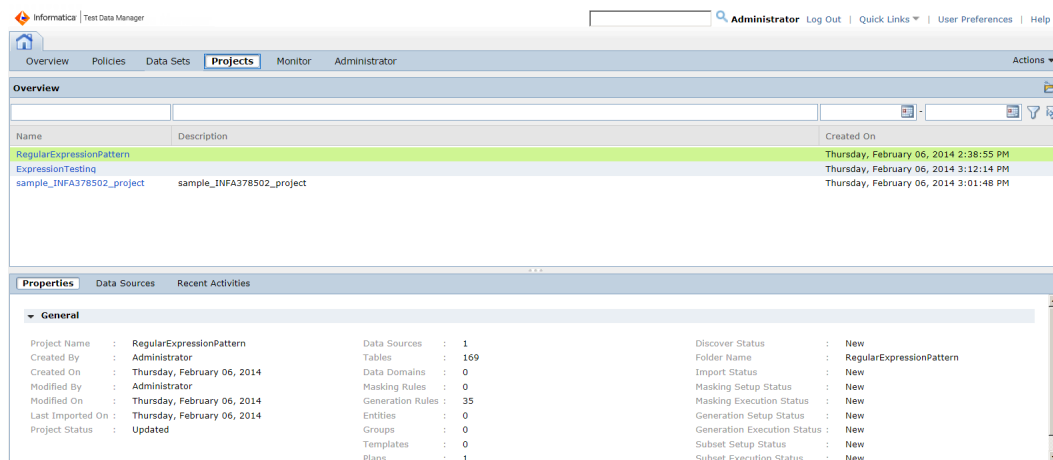 Informatica | Test Data Manager
Administrator Log Out | Quick Links | User Preferences | Help
Overview Policies Data Sets Projects Monitor Administrator Actions
Overview
-
Name Description Created On
RegularExpressionPattern Thursday, February 06, 2014 2:38:55 PM
ExpressionTesting Thursday, February 06, 2014 3:12:14 PM
sample_INFA378502_project sample_INFA378502_project Thursday, February 06, 2014 3:01:48 PM
Properties Data Sources Recent Activities
General
Project Name : RegularExpressionPattern Data Sources : 1 Discover Status : New
Created By : Administrator Tables : 169 Folder Name : RegularExpressionPattern
Created On : Thursday, February 06, 2014 Data Domains : 0 Import Status : New
Modified By : Administrator Masking Rules : 0 Masking Setup Status : New
Modified On : Thursday, February 06, 2014 Generation Rules : 35 Masking Execution Status : New
Last Imported On : Thursday, February 06, 2014 Entities : 0 Generation Setup Status : New
Project Status : Updated Groups : 0 Generation Execution Status : New
Templates : 0 Subset Setup Status : New
Plans : 1 Subset Execution Status : New